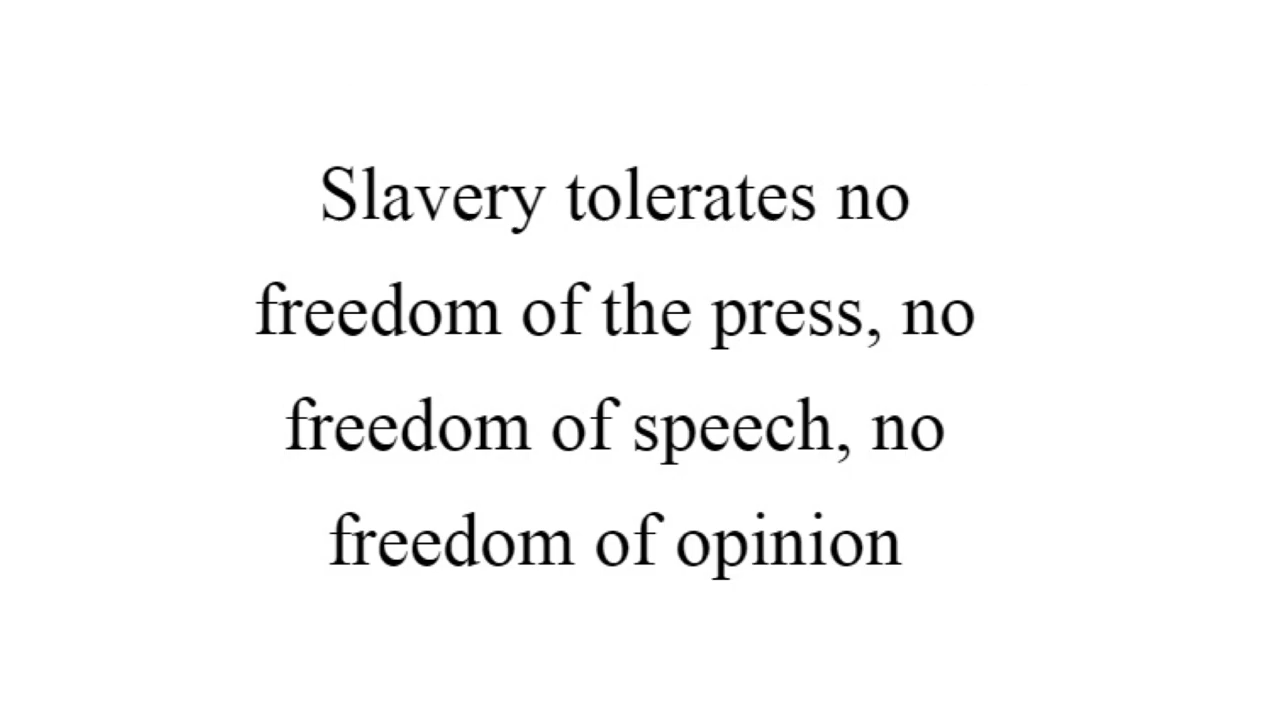 Slavery tolerates no
freedom of the press, no
freedom of speech, no
freedom of opinion